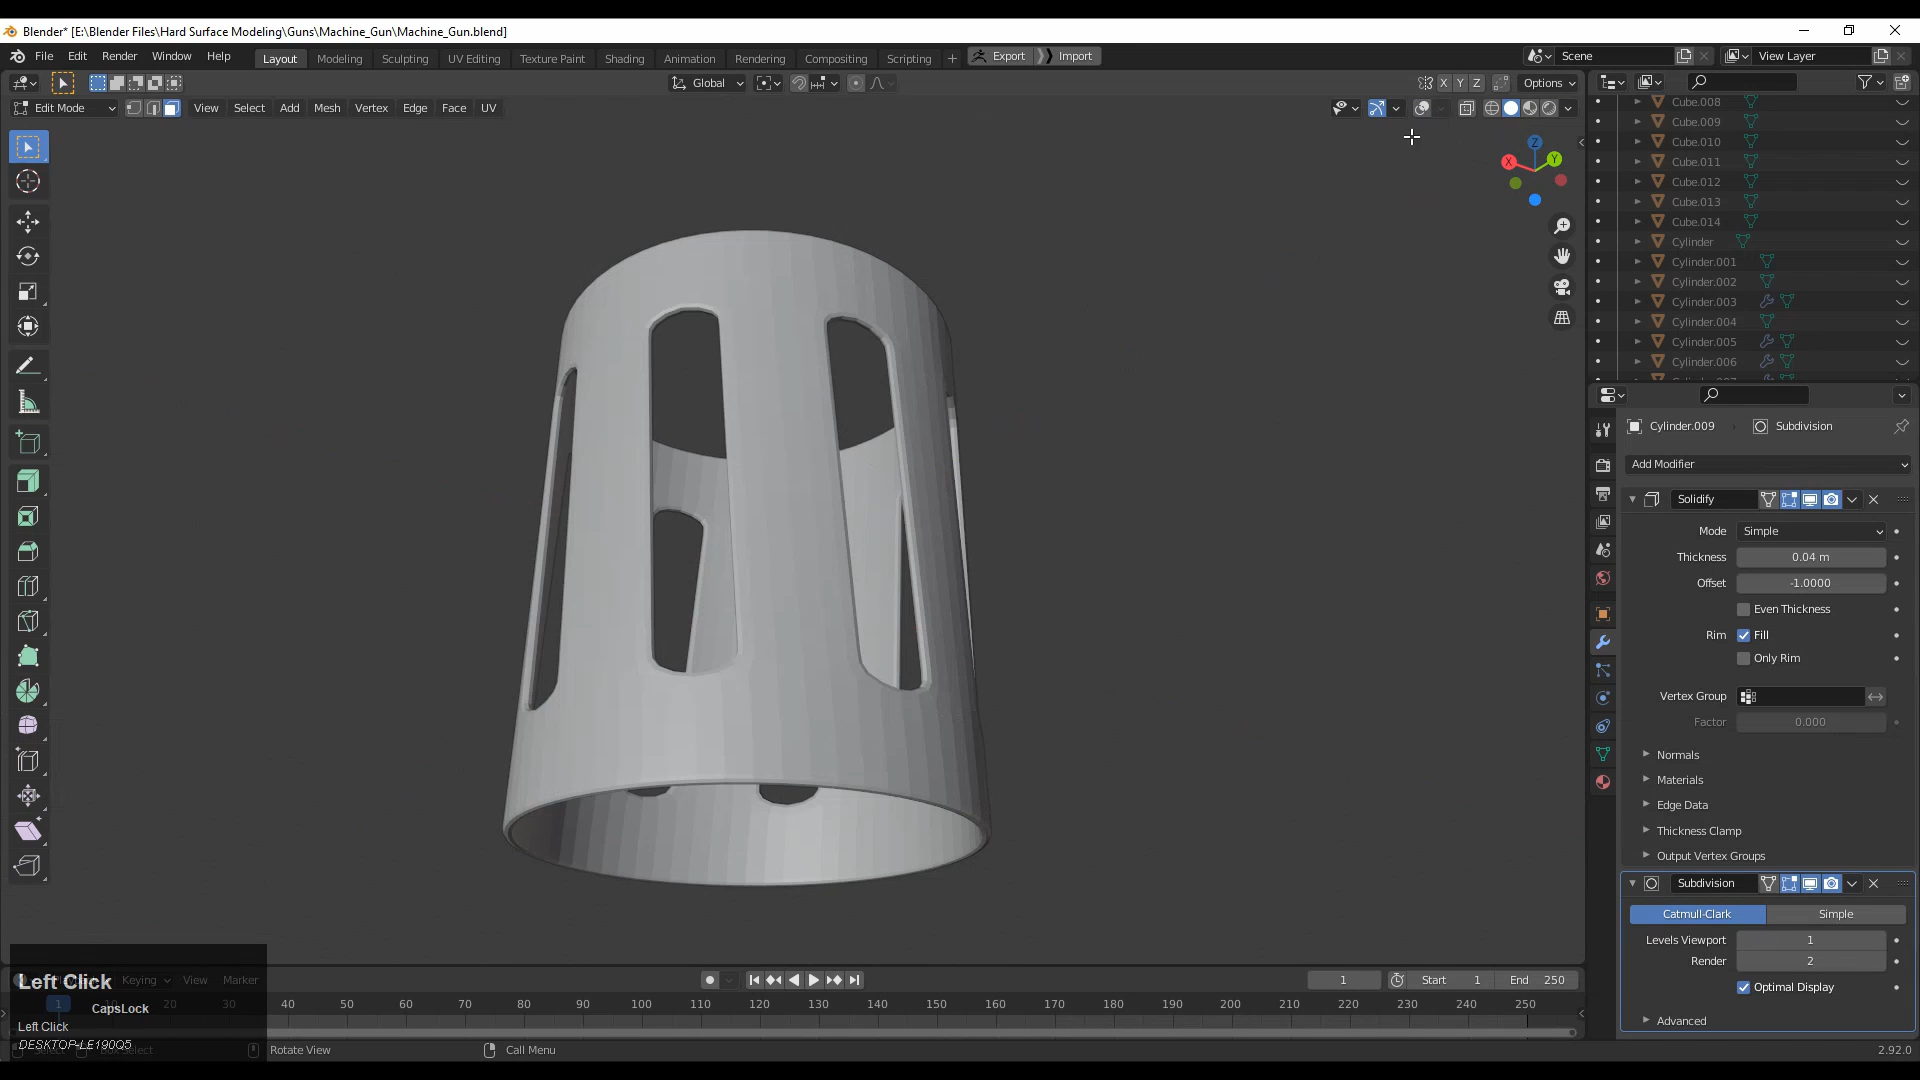 Blender* [E:\Blender Files\Hard Surface Modeling\Guns\Machine_Gun\Machine_Gun.blend]
File Edit Render Window Help Layout Modeling Sculpting UV Editing Texture Paint Shading Animation Rendering Compositing Scripting + Export Import Scene View Layer
Global X Y Z Options
Edit Mode View Select Add Mesh Vertex Edge Face UV
Z
X Y
Cube.008
Cube.009
Cube.010
Cube.011
Cube.012
Cube.013
Cube.014
Cylinder
Cylinder.001
Cylinder.002
Cylinder.003
Cylinder.004
Cylinder.005
Cylinder.006
Cylinder.009 Subdivision
Add Modifier
Solidify
Mode Simple
Thickness 0.04 m
Offset -1.0000
Even Thickness
Rim Fill
Only Rim
Vertex Group
Factor 0.000
Normals
Materials
Edge Data
Thickness Clamp
Output Vertex Groups
Subdivision
Catmull-Clark Simple
Levels Viewport 1
Render 2
Optimal Display
Advanced
Left Click
Keying View Marker 1 Start 1 End 250
1 20 30 40 50 60 70 80 90 100 110 120 130 140 150 160 170 180 190 200 210 220 230 240 250
CapsLock
Left Click
DESKTOP-LE190Q5
Select Box Select Rotate View Call Menu 2.92.0